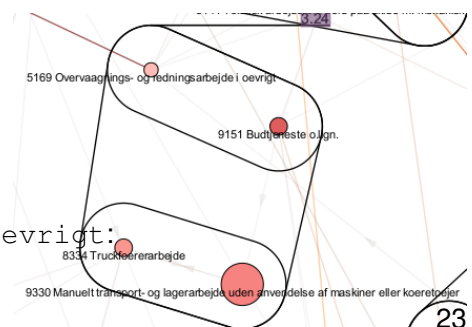 3.24
5169 Overvaagnings- og redningsarbejde i oevrigt
9151 Budtjeneste o.lign.
evrigt:
8334 Truckfoererarbejde
9330 Manuelt transport- og lagerarbejde uden anvendelse af maskiner eller koeretoejer
23